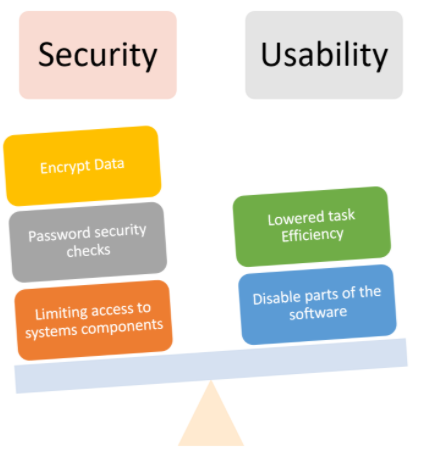 Security
Usability
Encrypt Data
Password security
checks
Limiting access to
systems components
Lowered task
Efficiency
Disable parts of the
software